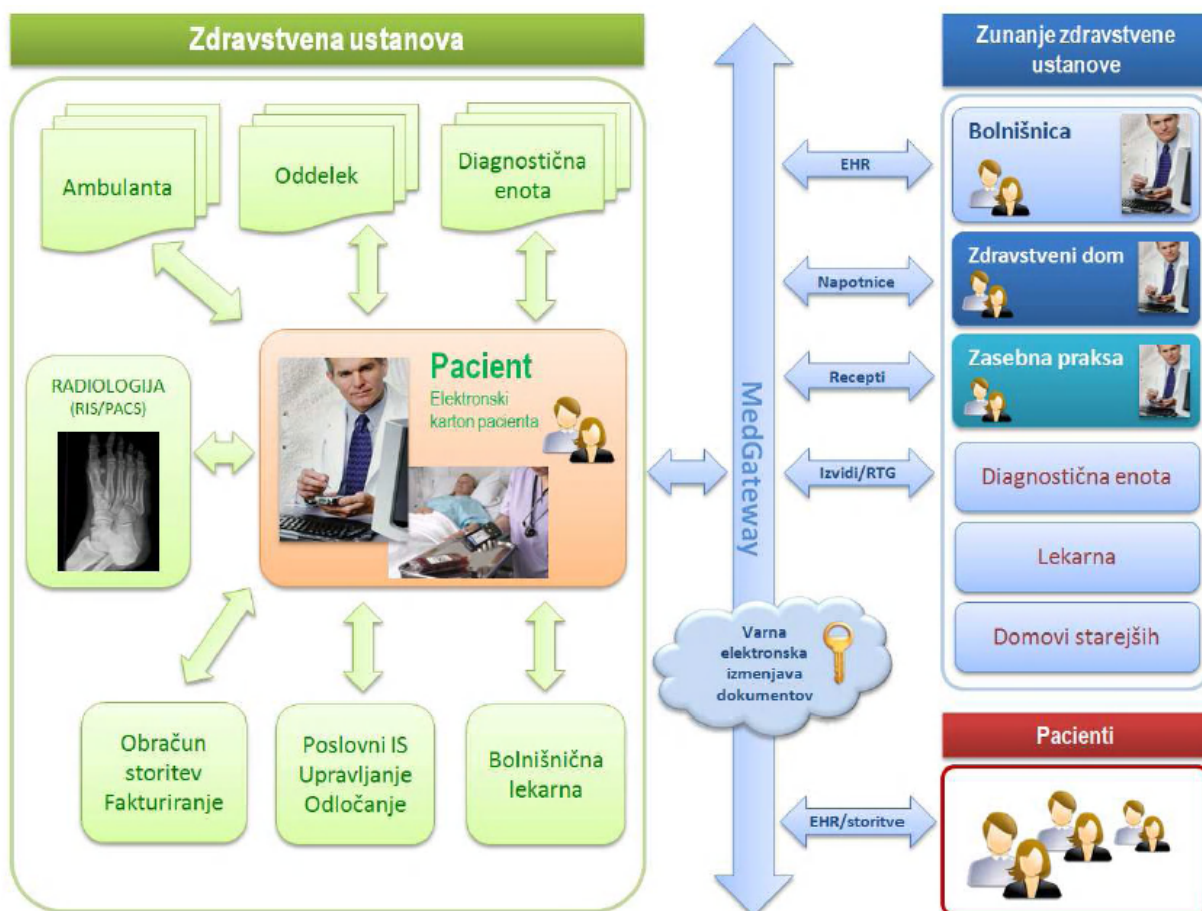 Zdravstvena ustanova
Ambulanta
Oddelek
Diagnostična
enota
RADIOLOGIJA
(RIS/PACS)
Pacient
Elektronski
karton pacienta
Obračun
storitev
Fakturiranje
Poslovni IS
Upravljanje
Odločanje
Bolnišnična
lekarna
MedGateway
Varna
elektronska
izmenjava
dokumentov
EHR
Napotnice
Recepti
Izvidi/RTG
EHR/storitve
Zunanje zdravstvene
ustanove
Bolnišnica
Zdravstveni dom
Zasebna praksa
Diagnostična enota
Lekarna
Domovi starejših
Pacienti